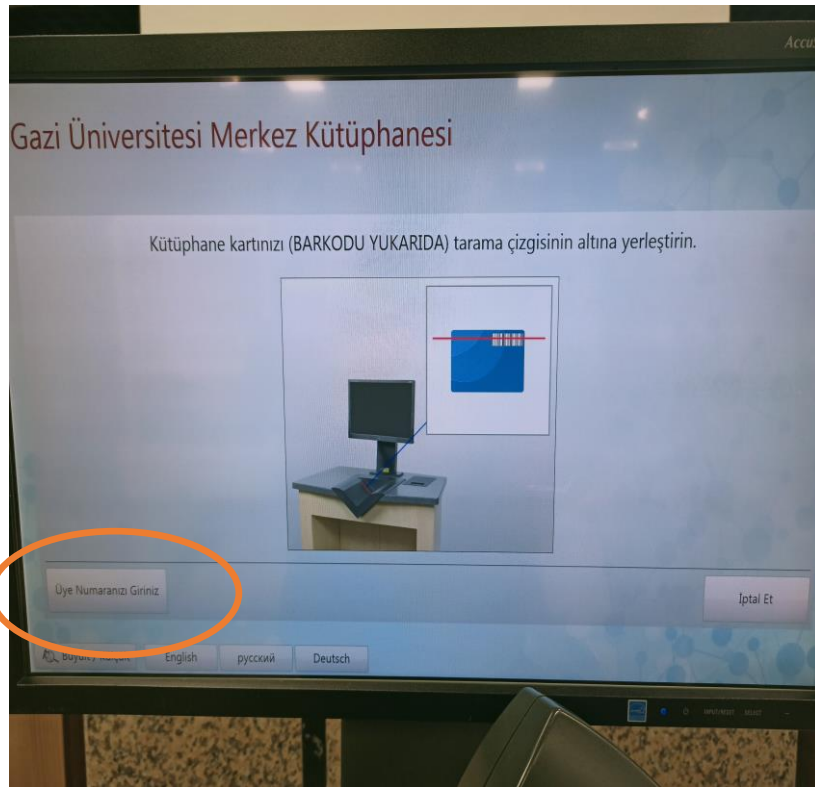 Gazi Üniversitesi Merkez Kütüphanesi
Kütüphane kartınızı (BARKODU YUKARIDA) tarama çizgisinin altına yerleştirin.
Üye Numaranızı Giriniz
İptal Et
English
русский
Deutsch